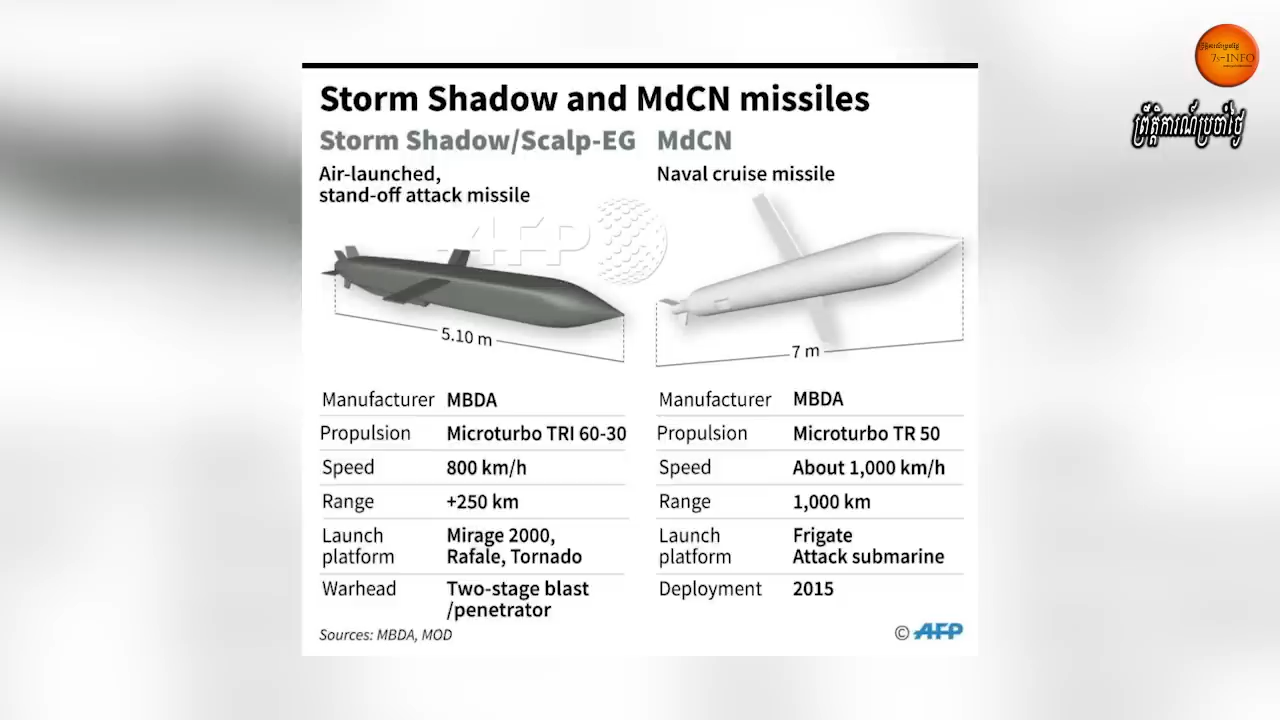 Storm Shadow and MdCN missiles
Storm Shadow/Scalp-EG
Air-launched,
stand-off attack missile
AFP
5.10 m
Manufacturer MBDA
Propulsion Microturbo TRI 60-30
Speed 800 km/h
Range +250 km
Launch platform Mirage 2000,
Rafale, Tornado
Warhead Two-stage blast
/penetrator
MdCN
Naval cruise missile
7 m
Manufacturer MBDA
Propulsion Microturbo TR 50
Speed About 1,000 km/h
Range 1,000 km
Launch platform Frigate
Attack submarine
Deployment 2015
Sources: MBDA, MOD
© AFP
7s-INFO
ព្រឹត្តិការណ៍ប្រចាំថ្ងៃ